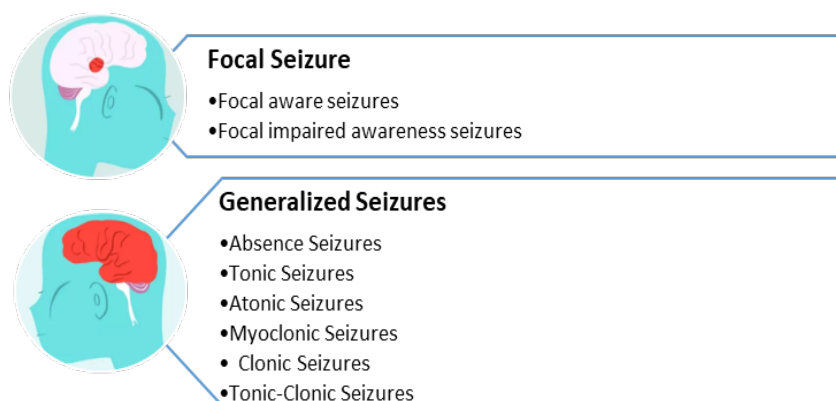 Focal Seizure
•Focal aware seizures
•Focal impaired awareness seizures
Generalized Seizures
•Absence Seizures
•Tonic Seizures
•Atonic Seizures
•Myoclonic Seizures
• Clonic Seizures
•Tonic-Clonic Seizures